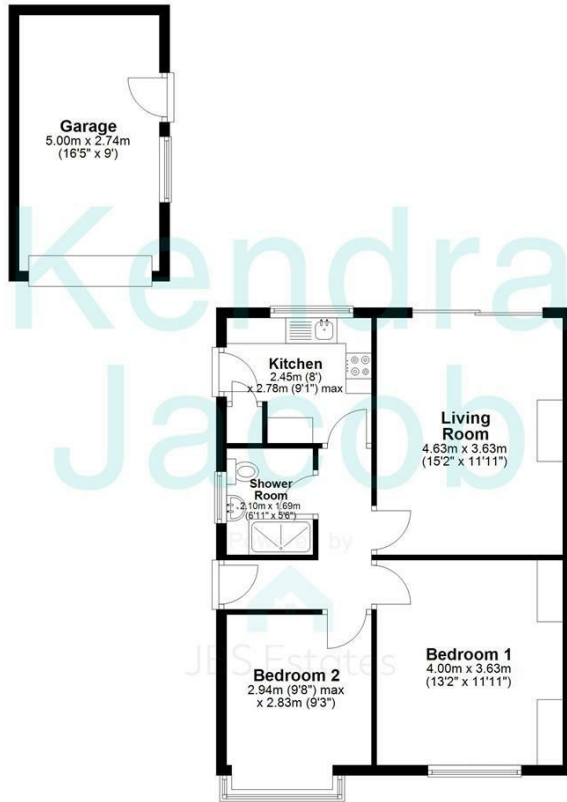 Garage
5.00m x 2.74m
(16'5" x 9')
Kendra
Jacob
Kitchen
2.45m (8')
x 2.78m (9'1") max
Living
Room
4.63m x 3.63m
(15'2" x 11'11")
Shower
Room
2.10m x 1.69m
(6'11" x 5'6")
Powered by
JBS Estates
Bedroom 2
2.94m (9'8") max
x 2.83m (9'3")
Bedroom 1
4.00m x 3.63m
(13'2" x 11'11")